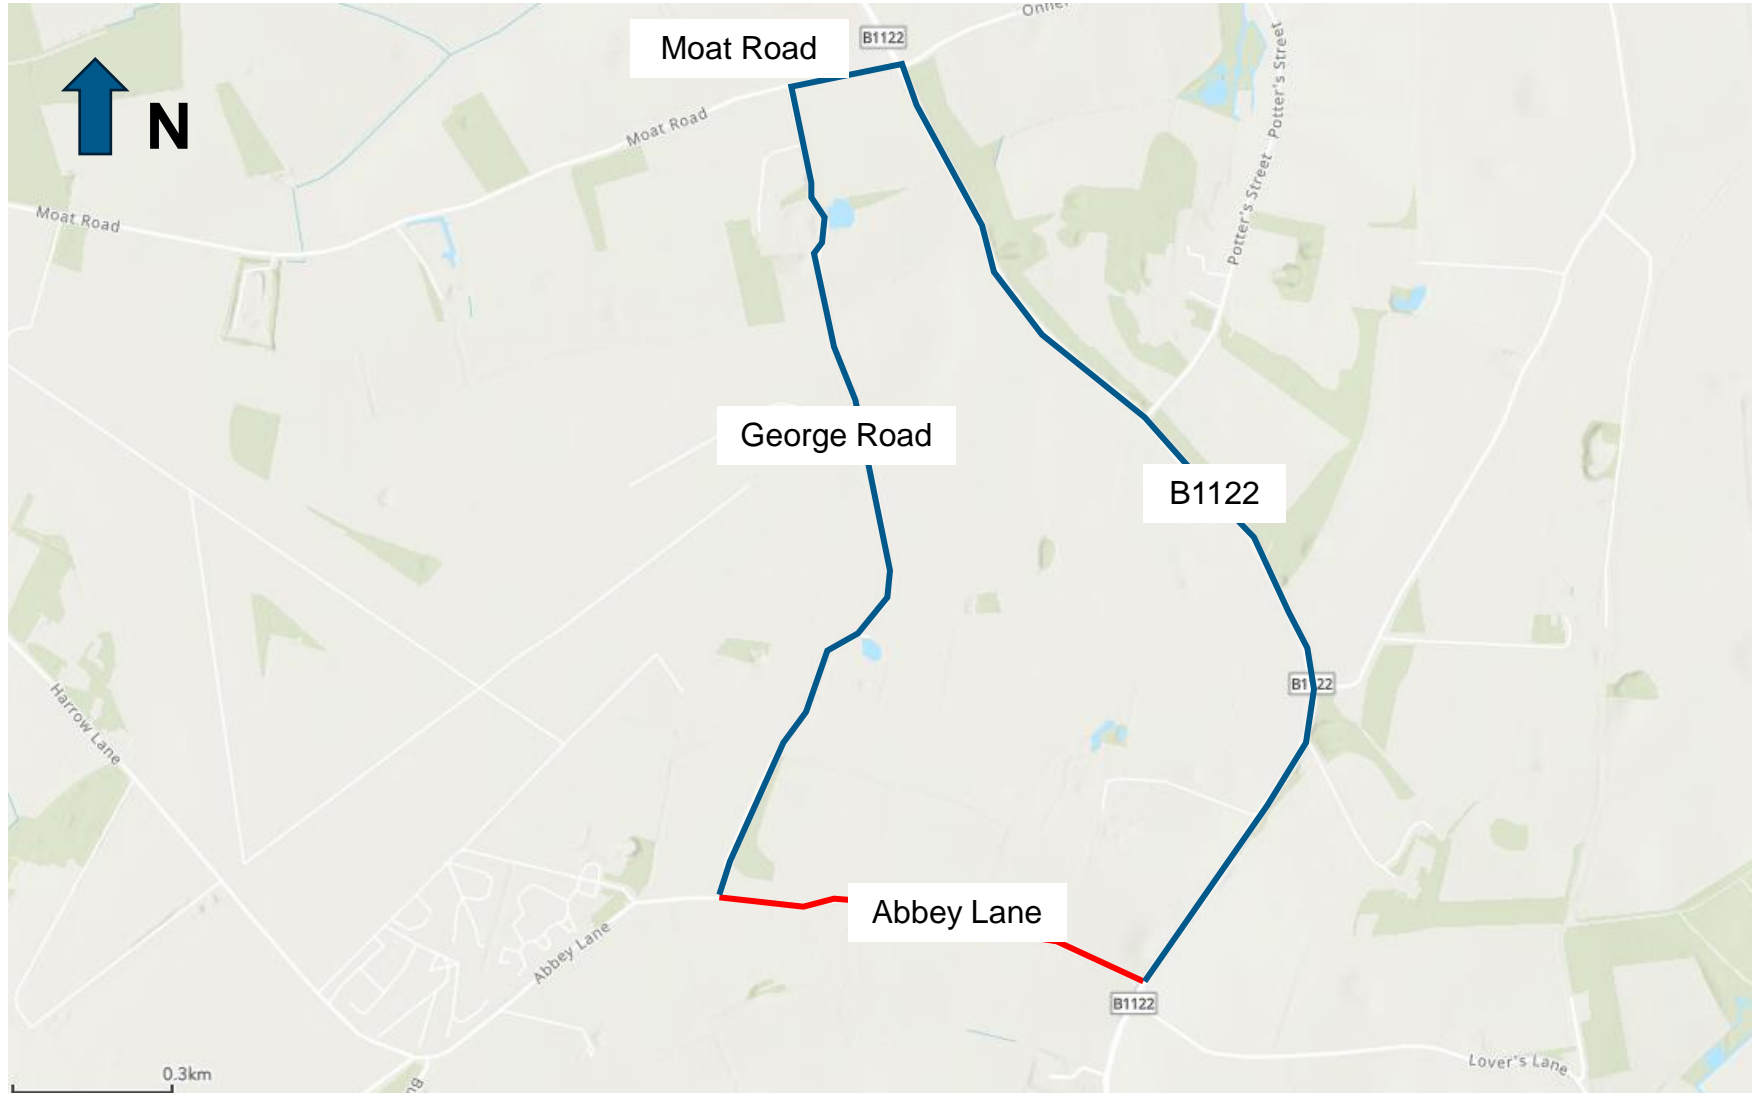 Onner
B1122
Moat Road
N
Potter's Street
Moat Road
Potter's Street
Moat Road
George Road
B1122
B1122
Harrow Lane
Abbey Lane
Abbey Lane
B1122
Lover's Lane
0.3km